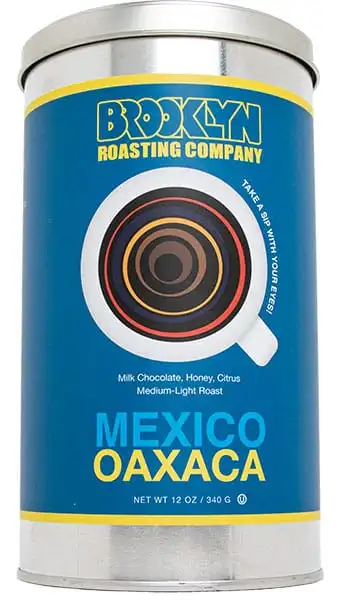 BROOKLYN
ROASTING COMPANY
TAKE A SIP WITH YOUR EYES!
Milk Chocolate, Honey, Citrus
Medium-Light Roast
MEXICO
OAXACA
NET WT 12 OZ / 340 G Ⓤ